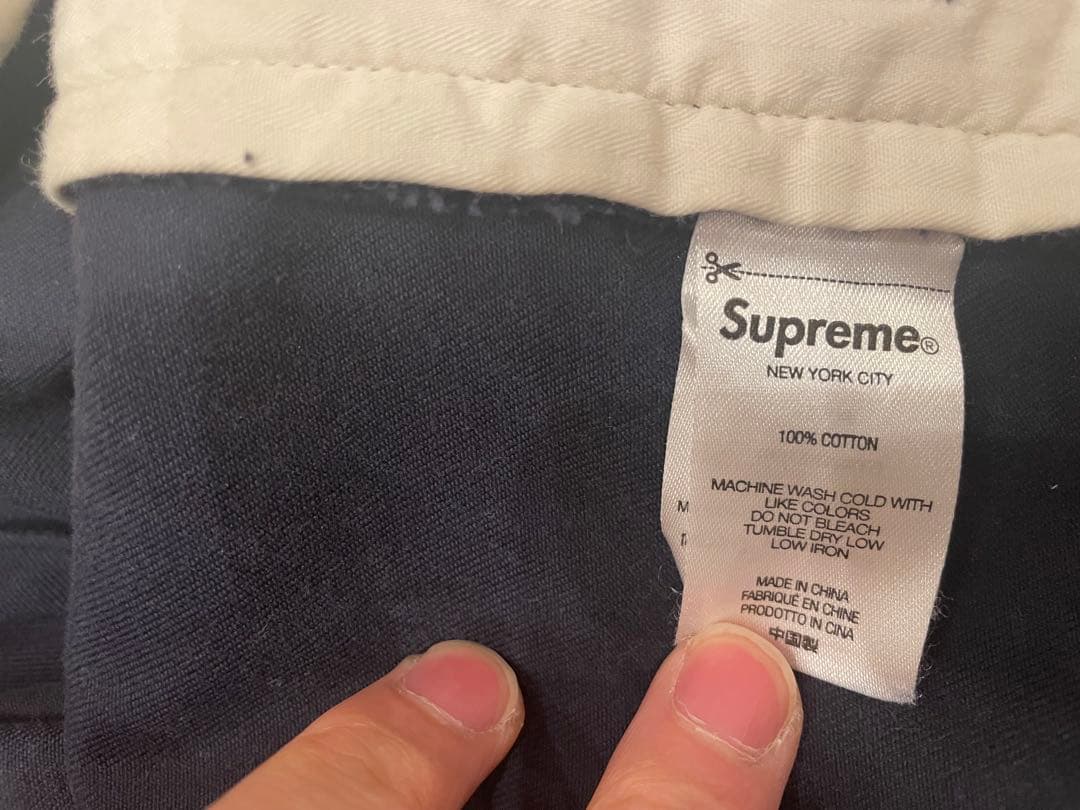 Supreme®
NEW YORK CITY
100% COTTON
MACHINE WASH COLD WITH
LIKE COLORS
DO NOT BLEACH
TUMBLE DRY LOW
LOW IRON
MADE IN CHINA
FABRIQUÉ EN CHINE
PRODOTTO IN CINA
中国製
M